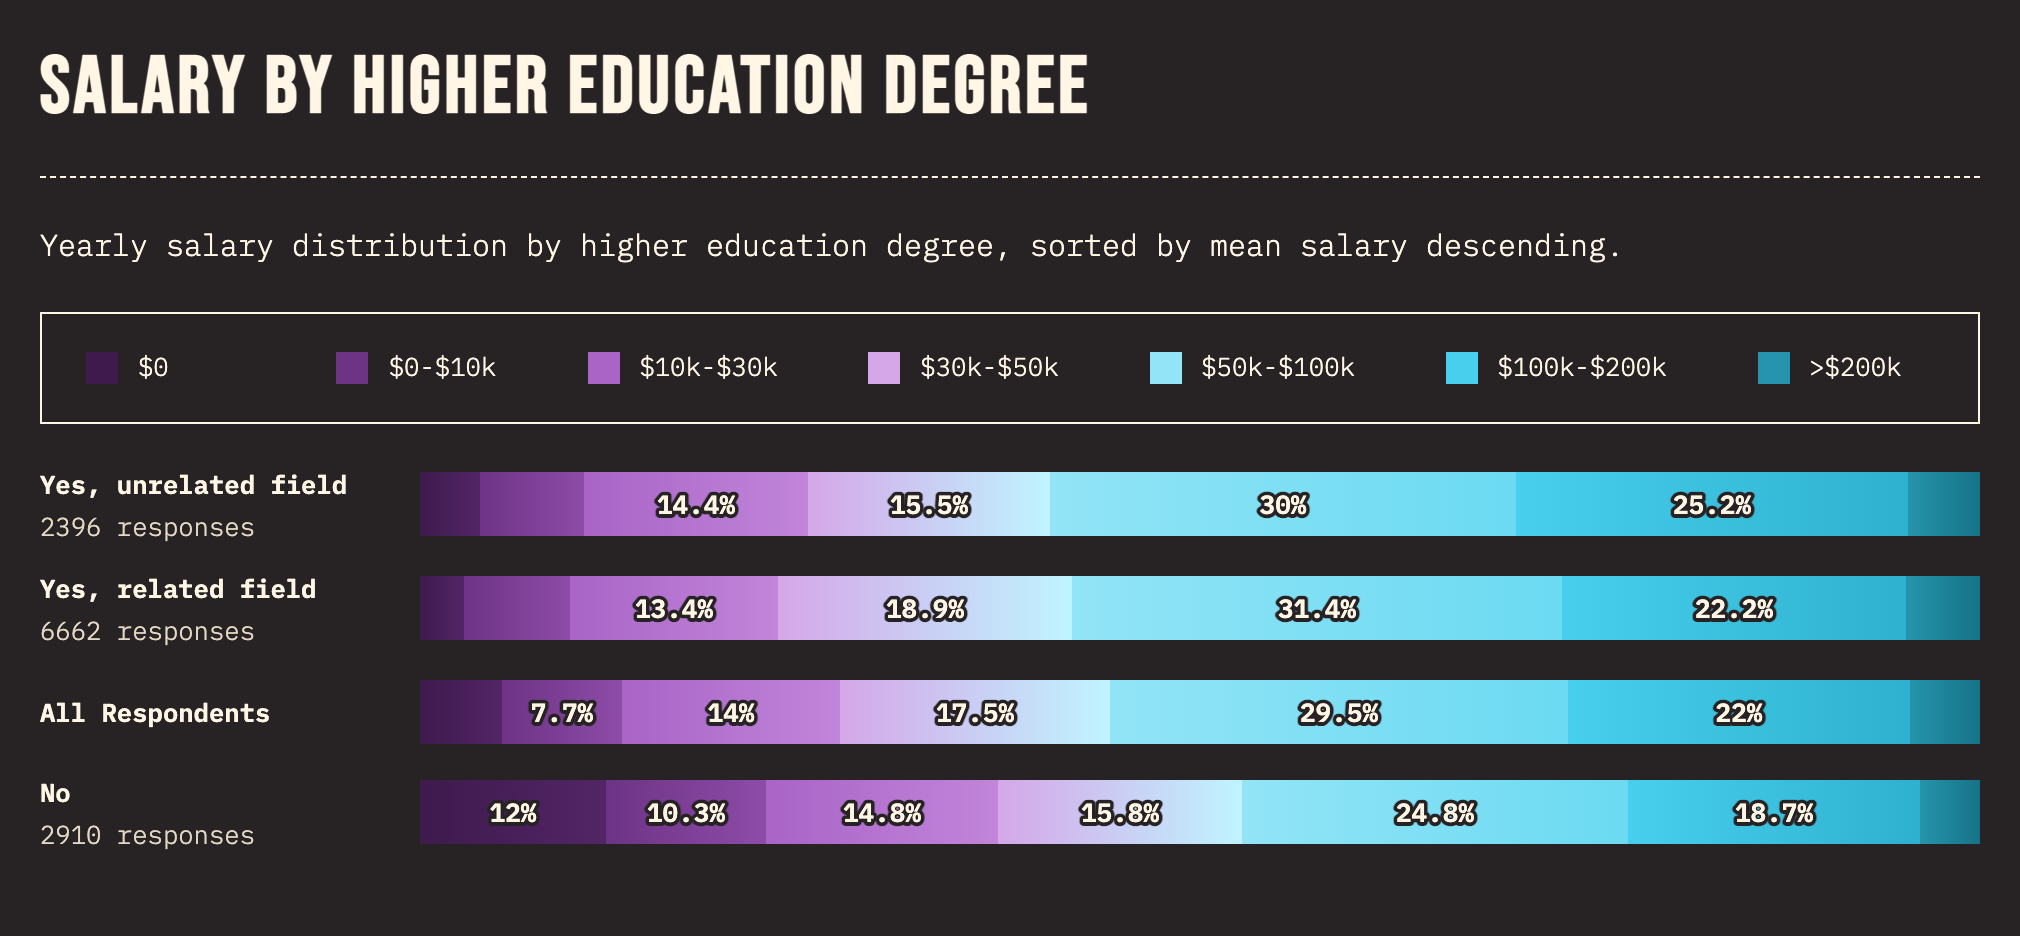 SALARY BY HIGHER EDUCATION DEGREE
Yearly salary distribution by higher education degree, sorted by mean salary descending.
$0 $0-$10k $10k-$30k $30k-$50k $50k-$100k $100k-$200k >$200k
Yes, unrelated field
2396 responses
14.4% 15.5% 30% 25.2%
Yes, related field
6662 responses
13.4% 18.9% 31.4% 22.2%
All Respondents
7.7% 14% 17.5% 29.5% 22%
No
2910 responses
12% 10.3% 14.8% 15.8% 24.8% 18.7%